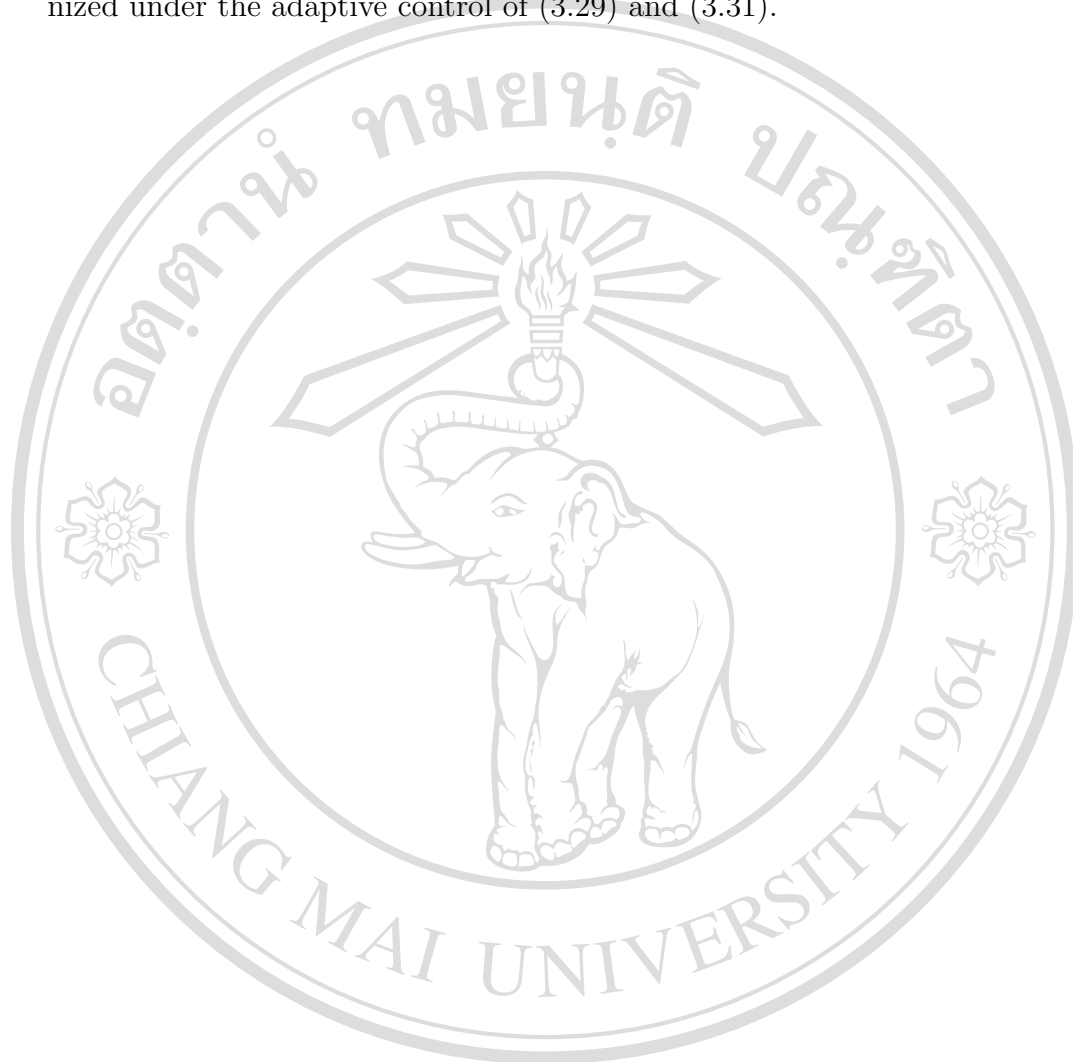 nized under the adaptive control of (3.29) and (3.31).
อตฺตานํ ทมยนฺติ ปณฺฑิตา
CHIANG MAI UNIVERSITY 1964